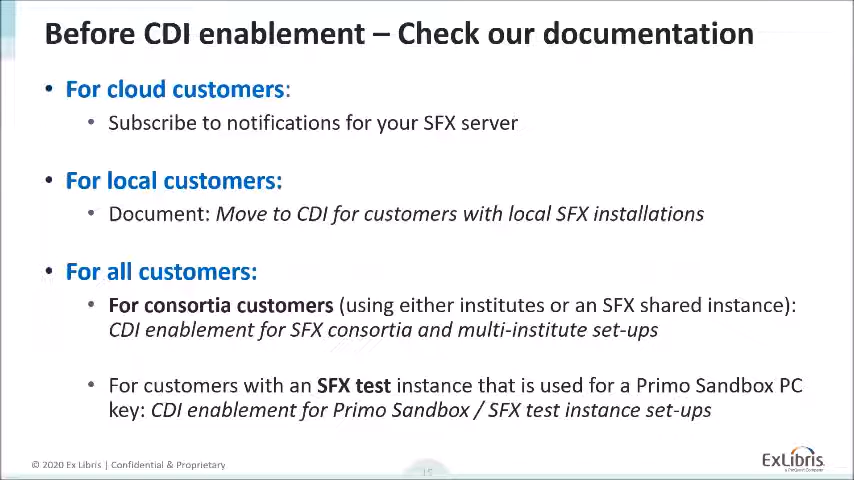 Before CDI enablement – Check our documentation
• For cloud customers:
• Subscribe to notifications for your SFX server
• For local customers:
• Document: Move to CDI for customers with local SFX installations
• For all customers:
• For consortia customers (using either institutes or an SFX shared instance):
CDI enablement for SFX consortia and multi-institute set-ups
• For customers with an SFX test instance that is used for a Primo Sandbox PC
key: CDI enablement for Primo Sandbox / SFX test instance set-ups
© 2020 Ex Libris | Confidential & Proprietary
15
ExLibris
a ProQuest Company